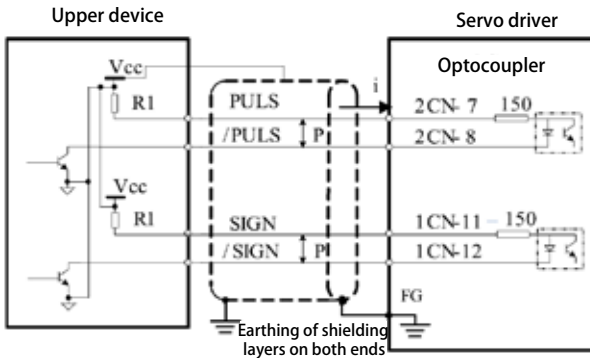 Upper device
Servo driver
Optocoupler
Vcc
i
R1
PULS
2CN- 7
150
/PULS
P
2CN- 8
Vcc
R1
SIGN
1CN-11
150
/SIGN
P
1CN-12
FG
Earthing of shielding
layers on both ends